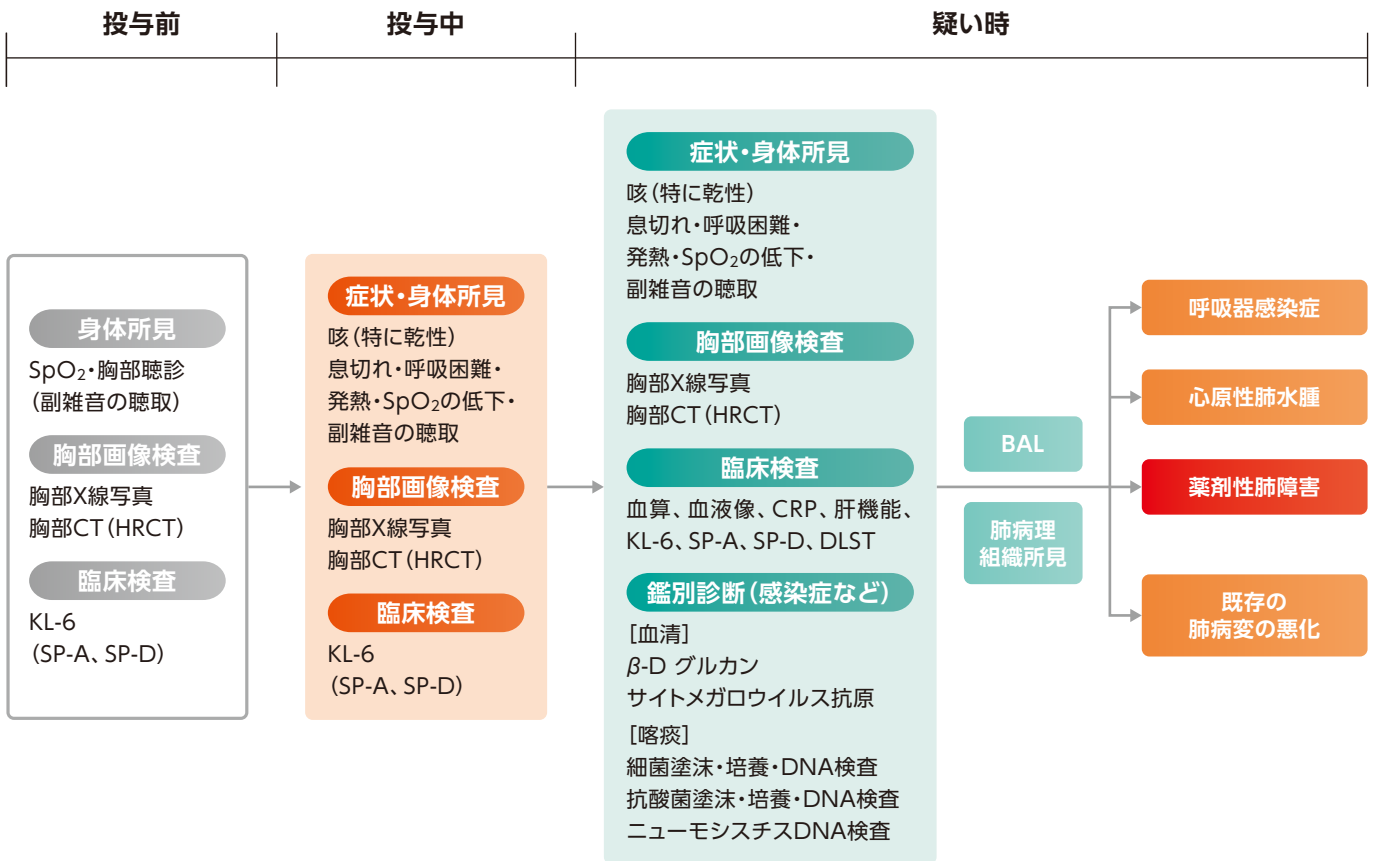 投与前
投与中
疑い時
身体所見
SpO₂・胸部聴診
(副雑音の聴取)
胸部画像検査
胸部X線写真
胸部CT(HRCT)
臨床検査
KL-6
(SP-A、SP-D)
症状・身体所見
咳(特に乾性)
息切れ・呼吸困難・
発熱・SpO₂の低下・
副雑音の聴取
胸部画像検査
胸部X線写真
胸部CT(HRCT)
臨床検査
KL-6
(SP-A、SP-D)
症状・身体所見
咳(特に乾性)
息切れ・呼吸困難・
発熱・SpO₂の低下・
副雑音の聴取
胸部画像検査
胸部X線写真
胸部CT(HRCT)
臨床検査
血算、血液像、CRP、肝機能、
KL-6、SP-A、SP-D、DLST
鑑別診断(感染症など)
[血清]
β-D グルカン
サイトメガロウイルス抗原
[喀痰]
細菌塗沫・培養・DNA検査
抗酸菌塗沫・培養・DNA検査
ニューモシスチスDNA検査
BAL
肺病理
組織所見
呼吸器感染症
心原性肺水腫
薬剤性肺障害
既存の
肺病変の悪化